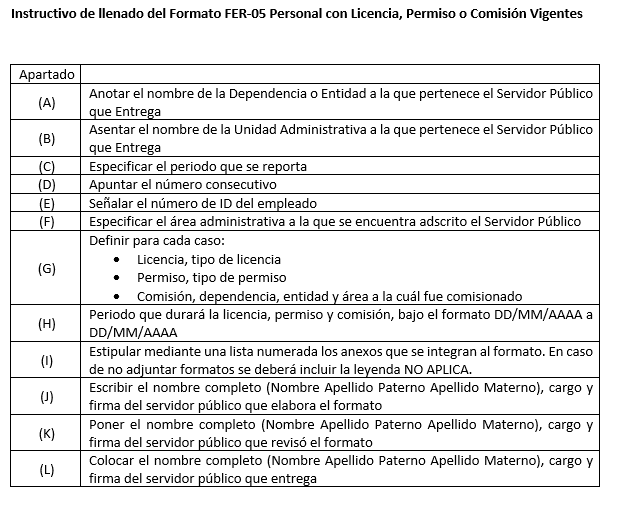 Instructivo de llenado del Formato FER-05 Personal con Licencia, Permiso o Comisión Vigentes
Apartado
(A)
Anotar el nombre de la Dependencia o Entidad a la que pertenece el Servidor Público
que Entrega
(B)
Asentar el nombre de la Unidad Administrativa a la que pertenece el Servidor Público
que Entrega
(C)
Especificar el periodo que se reporta
(D)
Apuntar el número consecutivo
(E)
Señalar el número de ID del empleado
(F)
Especificar el área administrativa a la que se encuentra adscrito el Servidor Público
(G)
Definir para cada caso:
• Licencia, tipo de licencia
• Permiso, tipo de permiso
• Comisión, dependencia, entidad y área a la cuál fue comisionado
(H)
Periodo que durará la licencia, permiso y comisión, bajo el formato DD/MM/AAAA a
DD/MM/AAAA
(I)
Estipular mediante una lista numerada los anexos que se integran al formato. En caso
de no adjuntar formatos se deberá incluir la leyenda NO APLICA.
(J)
Escribir el nombre completo (Nombre Apellido Paterno Apellido Materno), cargo y
firma del servidor público que elabora el formato
(K)
Poner el nombre completo (Nombre Apellido Paterno Apellido Materno), cargo y
firma del servidor público que revisó el formato
(L)
Colocar el nombre completo (Nombre Apellido Paterno Apellido Materno), cargo y
firma del servidor público que entrega